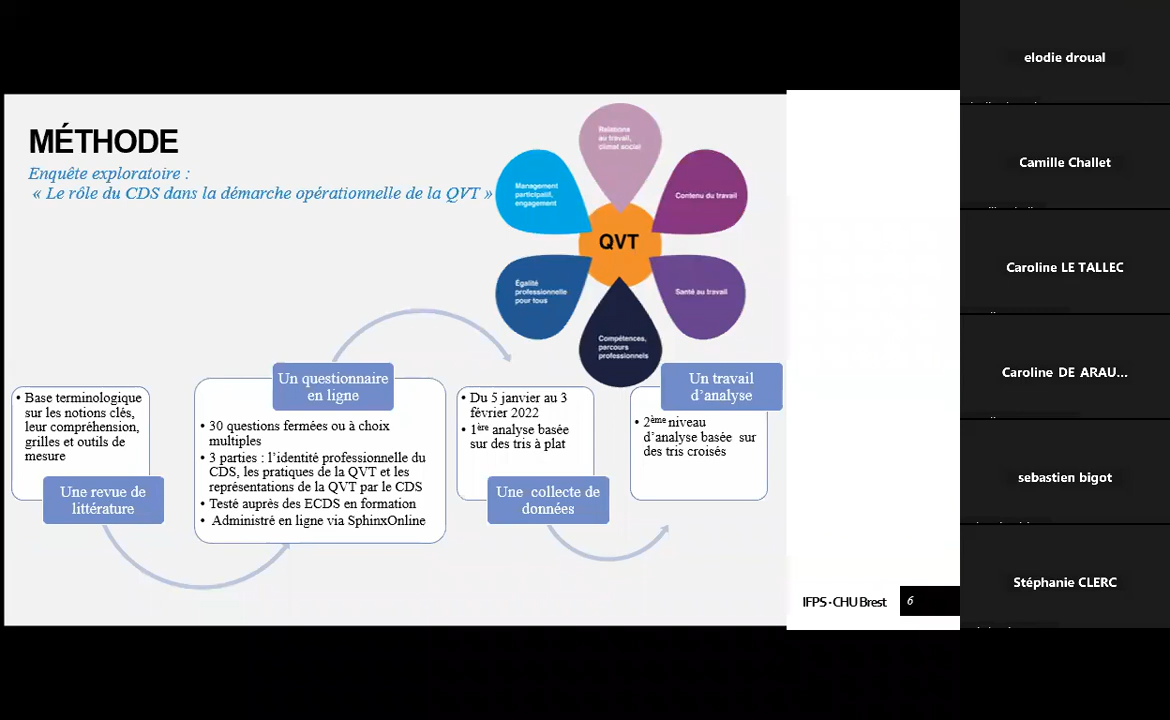 MÉTHODE
Enquête exploratoire :
« Le rôle du CDS dans la démarche opérationnelle de la QVT »
Relations
au travail,
climat social
Management
participatif,
engagement
Contenu du travail
QVT
Égalité
professionnelle
pour tous
Santé au travail
Compétences,
parcours
professionnels
• Base terminologique
sur les notions clés,
leur compréhension,
grilles et outils de
mesure
Une revue de
littérature
Un questionnaire
en ligne
• 30 questions fermées ou à choix
multiples
• 3 parties : l’identité professionnelle du
CDS, les pratiques de la QVT et les
représentations de la QVT par le CDS
• Testé auprès des ECDS en formation
• Administré en ligne via SphinxOnline
• Du 5 janvier au 3
février 2022
• 1ère analyse basée
sur des tris à plat
Une collecte de
données
Un travail
d’analyse
• 2ème niveau
d’analyse basée sur
des tris croisés
IFPS - CHU Brest
6
elodie droual
Camille Challet
Caroline LE TALLEC
Caroline DE ARAU...
sebastien bigot
Stéphanie CLERC